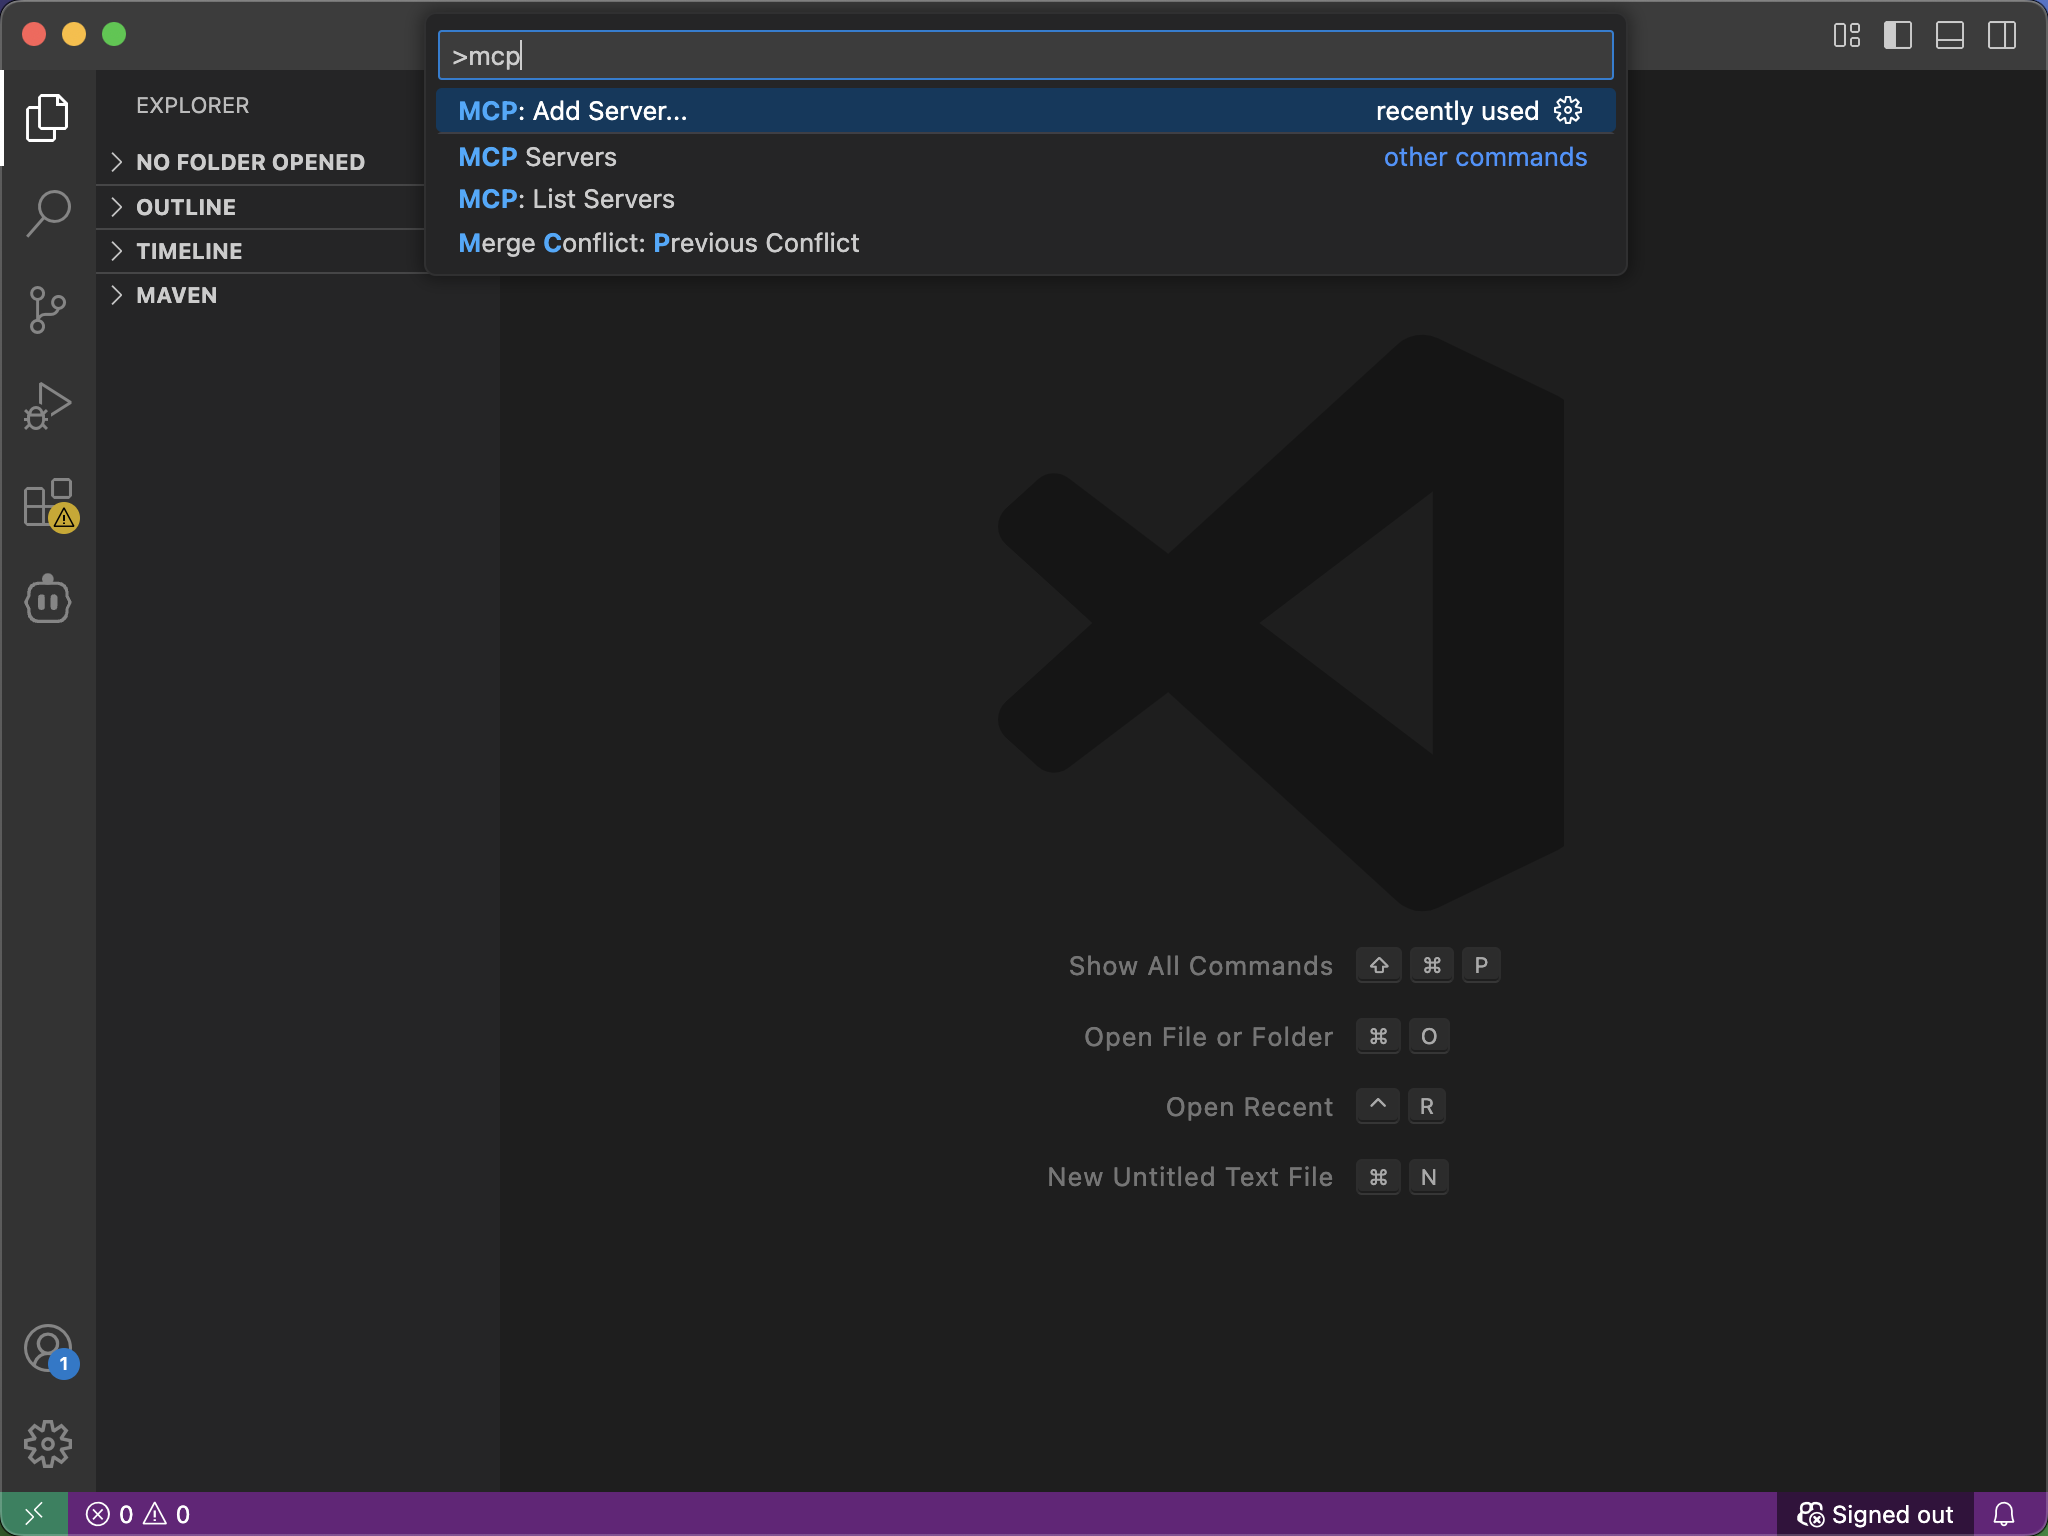 >mcp
MCP: Add Server... recently used
MCP Servers other commands
MCP: List Servers
Merge Conflict: Previous Conflict
EXPLORER
NO FOLDER OPENED
OUTLINE
TIMELINE
MAVEN
Show All Commands ⇧ ⌘ P
Open File or Folder ⌘ O
Open Recent ^ R
New Untitled Text File ⌘ N
1
0 0
Signed out